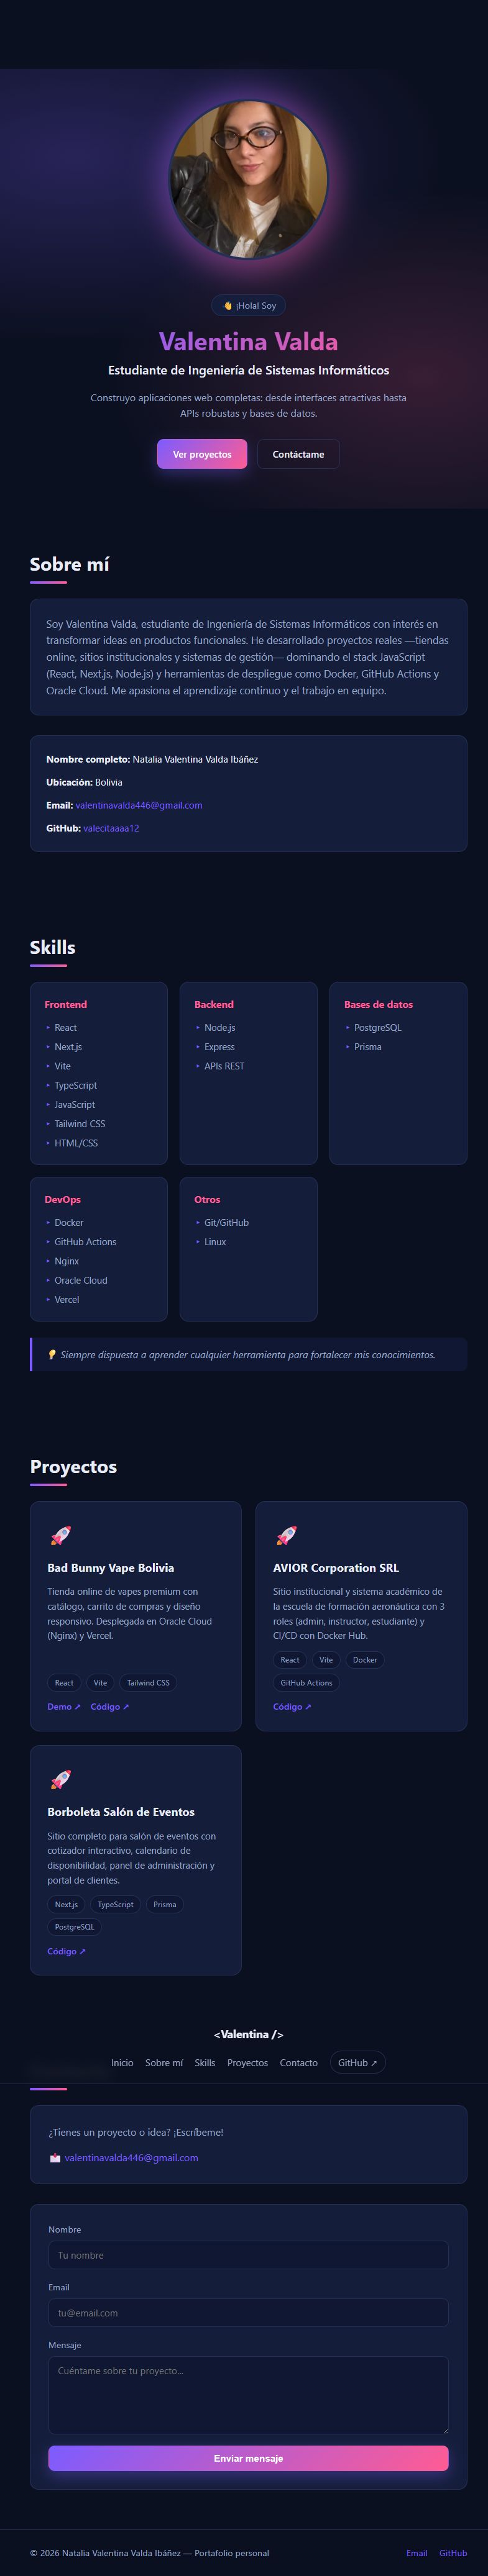 👋 ¡Hola! Soy
Valentina Valda
Estudiante de Ingeniería de Sistemas Informáticos
Construyo aplicaciones web completas: desde interfaces atractivas hasta
APIs robustas y bases de datos.
Ver proyectos
Contáctame
Sobre mí
Soy Valentina Valda, estudiante de Ingeniería de Sistemas Informáticos con interés en
transformar ideas en productos funcionales. He desarrollado proyectos reales —tiendas
online, sitios institucionales y sistemas de gestión— dominando el stack JavaScript
(React, Next.js, Node.js) y herramientas de despliegue como Docker, GitHub Actions y
Oracle Cloud. Me apasiona el aprendizaje continuo y el trabajo en equipo.
Nombre completo: Natalia Valentina Valda Ibáñez
Ubicación: Bolivia
Email: valentinavalda446@gmail.com
GitHub: valecitaaaa12
Skills
Frontend
▸ React
▸ Next.js
▸ Vite
▸ TypeScript
▸ JavaScript
▸ Tailwind CSS
▸ HTML/CSS
Backend
▸ Node.js
▸ Express
▸ APIs REST
Bases de datos
▸ PostgreSQL
▸ Prisma
DevOps
▸ Docker
▸ GitHub Actions
▸ Nginx
▸ Oracle Cloud
▸ Vercel
Otros
▸ Git/GitHub
▸ Linux
💡 Siempre dispuesta a aprender cualquier herramienta para fortalecer mis conocimientos.
Proyectos
Bad Bunny Vape Bolivia
Tienda online de vapes premium con
catálogo, carrito de compras y diseño
responsivo. Desplegada en Oracle Cloud
(Nginx) y Vercel.
React Vite Tailwind CSS
Demo ↗ Código ↗
AVIOR Corporation SRL
Sitio institucional y sistema académico de
la escuela de formación aeronáutica con 3
roles (admin, instructor, estudiante) y
CI/CD con Docker Hub.
React Vite Docker
GitHub Actions
Código ↗
Borboleta Salón de Eventos
Sitio completo para salón de eventos con
cotizador interactivo, calendario de
disponibilidad, panel de administración y
portal de clientes.
Next.js TypeScript Prisma
PostgreSQL
Código ↗
<Valentina />
Inicio Sobre mí Skills Proyectos Contacto GitHub ↗
¿Tienes un proyecto o idea? ¡Escríbeme!
📩 valentinavalda446@gmail.com
Nombre
Tu nombre
Email
tu@email.com
Mensaje
Cuéntame sobre tu proyecto...
Enviar mensaje
© 2026 Natalia Valentina Valda Ibáñez — Portafolio personal
Email GitHub